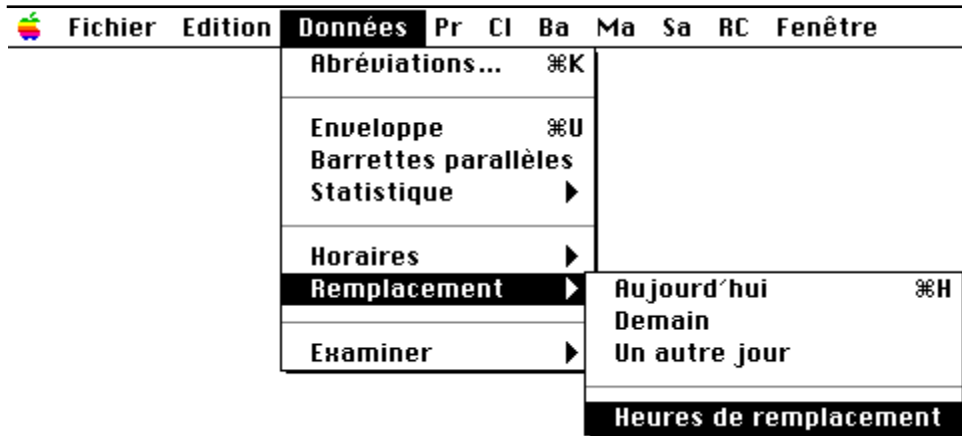 Fichier Edition Données Pr Cl Ba Ma Sa RC Fenêtre
Abréviations... ⌘K
Enveloppe ⌘U
Barrettes parallèles
Statistique
Horaires
Remplacement
Examiner
Aujourd'hui ⌘H
Demain
Un autre jour
Heures de remplacement